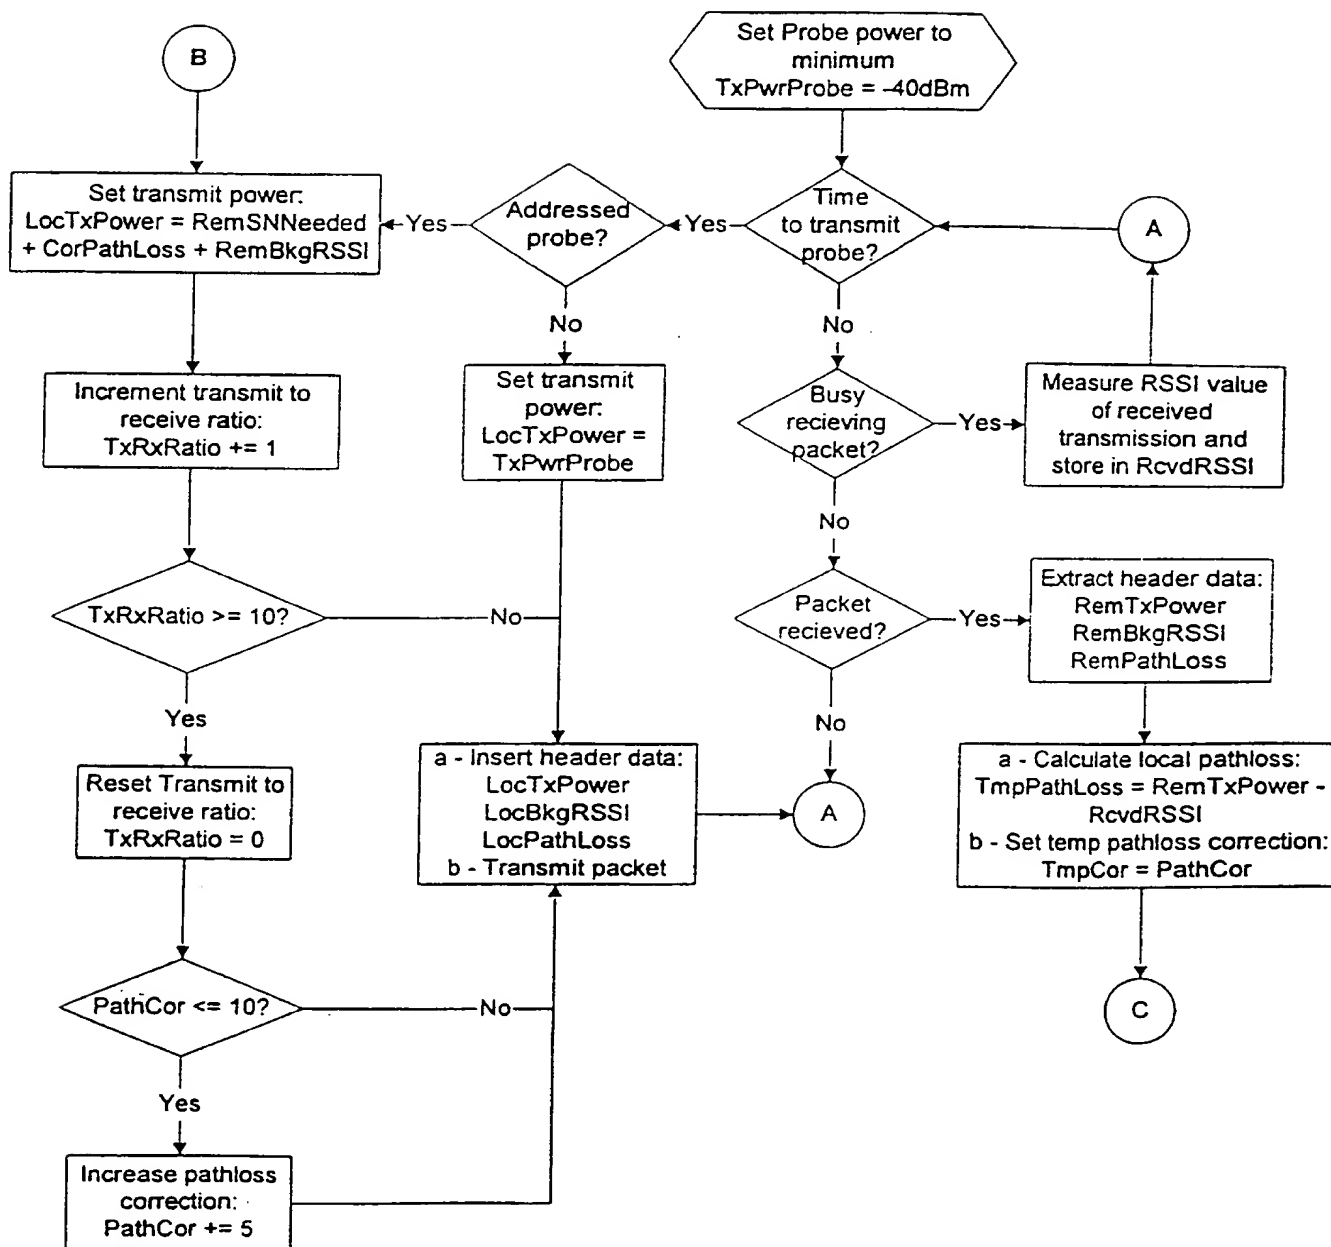 B
Set Probe power to
minimum
TxPwrProbe = -40dBm
Set transmit power:
LocTxPower = RemSNNeeded
+ CorPathLoss + RemBkgRSSI
Yes
Addressed
probe?
Yes
Time
to transmit
probe?
A
No
No
Increment transmit to
receive ratio:
TxRxRatio += 1
Set transmit
power:
LocTxPower =
TxPwrProbe
Busy
recieving
packet?
Yes
Measure RSSI value
of received
transmission and
store in RcvdRSSI
No
TxRxRatio >= 10?
No
Packet
recieved?
Yes
Extract header data:
RemTxPower
RemBkgRSSI
RemPathLoss
Yes
No
Reset Transmit to
receive ratio:
TxRxRatio = 0
a - Insert header data:
LocTxPower
LocBkgRSSI
LocPathLoss
b - Transmit packet
A
a - Calculate local pathloss:
TmpPathLoss = RemTxPower -
RcvdRSSI
b - Set temp pathloss correction:
TmpCor = PathCor
PathCor <= 10?
No
C
Yes
Increase pathloss
correction:
PathCor += 5